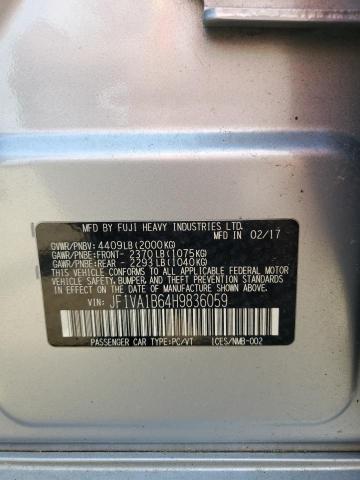 MFD BY FUJI HEAVY INDUSTRIES LTD.
MFD IN 02/17
GVWR/PNBV: 4409LB(2000KG)
GAWR/PNBE:FRONT- 2370LB(1075KG)
GAWR/PNBE:REAR - 2293LB(1040KG)
THIS VEHICLE CONFORMS TO ALL APPLICABLE FEDERAL MOTOR VEHICLE
SAFETY, BUMPER, AND THEFT PREVENTION STANDARDS IN
EFFECT ON THE DATE OF MANUFACTURE SHOWN ABOVE.
VIN: JF1VA1B64H9836059
PASSENGER CAR TYPE:PC/VT ICES/NMB-002